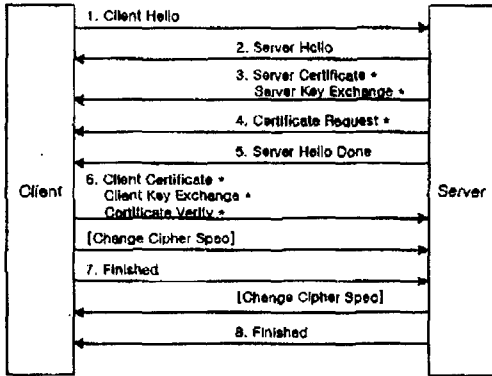 1. Client Hello
2. Server Hello
3. Server Certificate *
Server Key Exchange *
4. Certificate Request *
5. Server Hello Done
Client
6. Client Certificate *
Client Key Exchange *
Certificate Verify *
Server
[Change Cipher Spec]
7. Finished
[Change Cipher Spec]
8. Finished